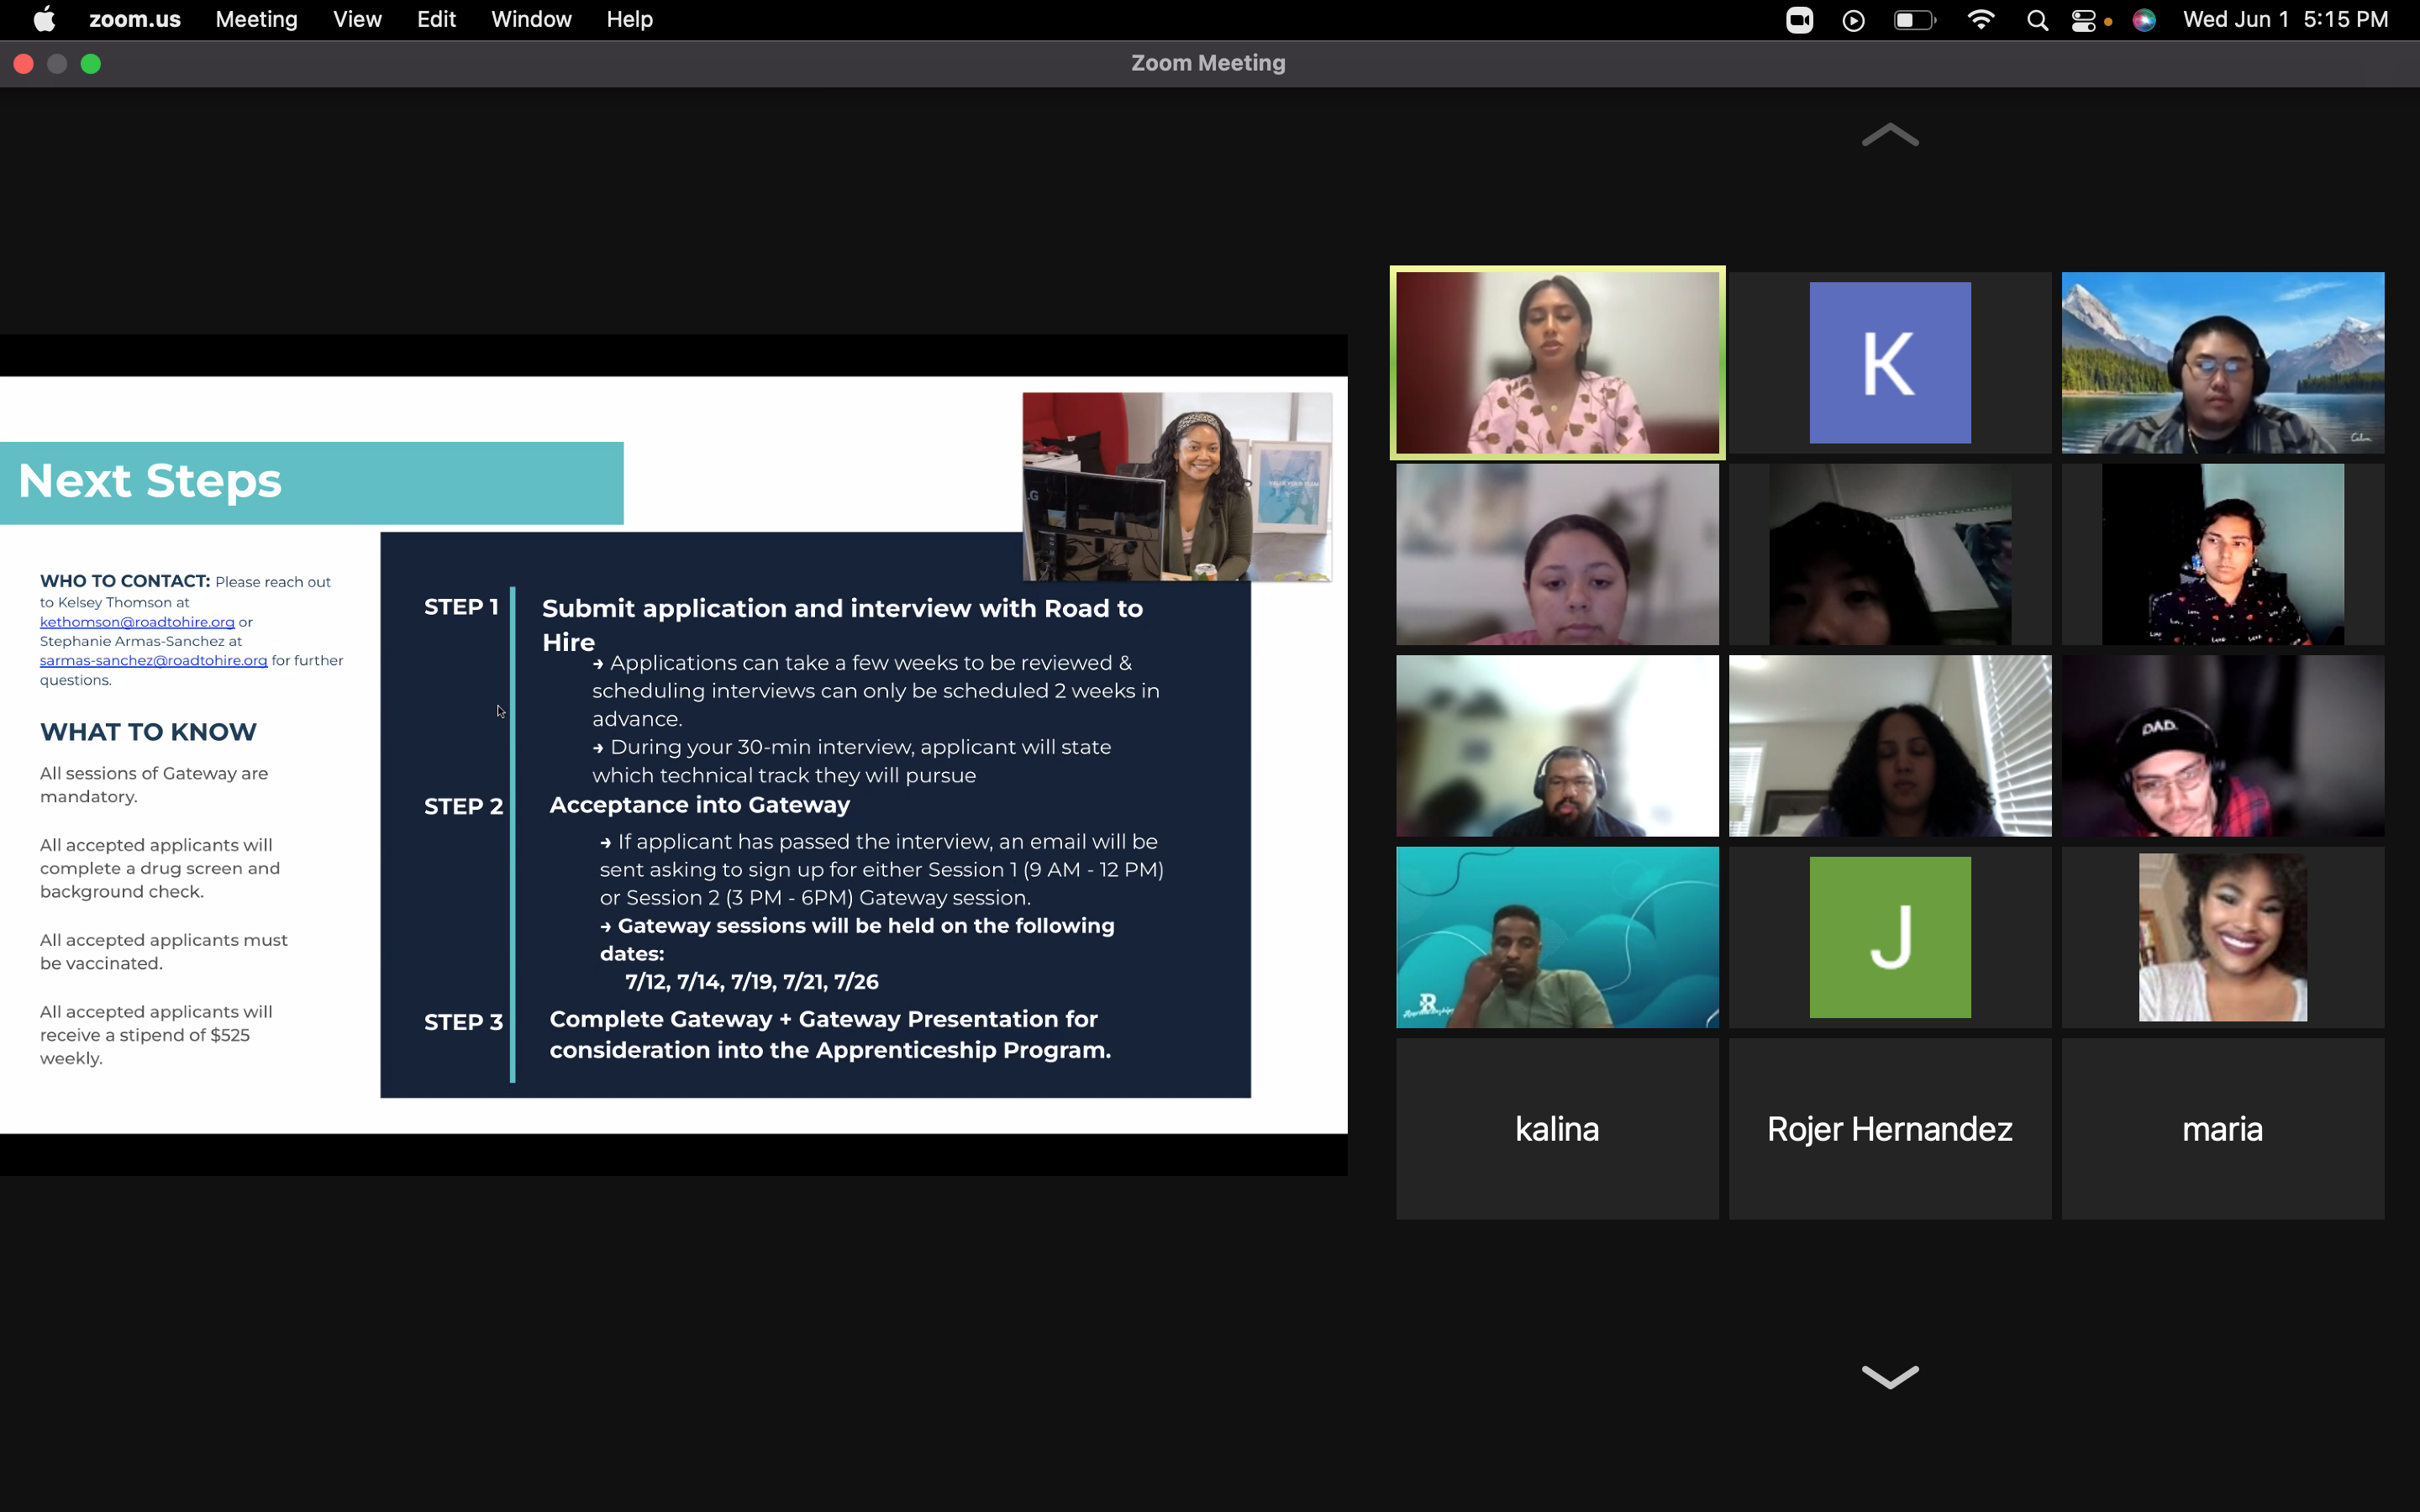 zoom.us Meeting View Edit Window Help Wed Jun 1 5:15 PM
Zoom Meeting
Next Steps
WHO TO CONTACT: Please reach out
to Kelsey Thomson at
kethomson@roadtohire.org or
Stephanie Armas-Sanchez at
sarmas-sanchez@roadtohire.org for further
questions.
WHAT TO KNOW
All sessions of Gateway are
mandatory.
All accepted applicants will
complete a drug screen and
background check.
All accepted applicants must
be vaccinated.
All accepted applicants will
receive a stipend of $525
weekly.
STEP 1
Submit application and interview with Road to
Hire
→ Applications can take a few weeks to be reviewed &
scheduling interviews can only be scheduled 2 weeks in
advance.
→ During your 30-min interview, applicant will state
which technical track they will pursue
STEP 2
Acceptance into Gateway
→ If applicant has passed the interview, an email will be
sent asking to sign up for either Session 1 (9 AM - 12 PM)
or Session 2 (3 PM - 6PM) Gateway session.
→ Gateway sessions will be held on the following
dates:
7/12, 7/14, 7/19, 7/21, 7/26
STEP 3
Complete Gateway + Gateway Presentation for
consideration into the Apprenticeship Program.
K
Calm
DAD.
R
J
kalina
Rojer Hernandez
maria